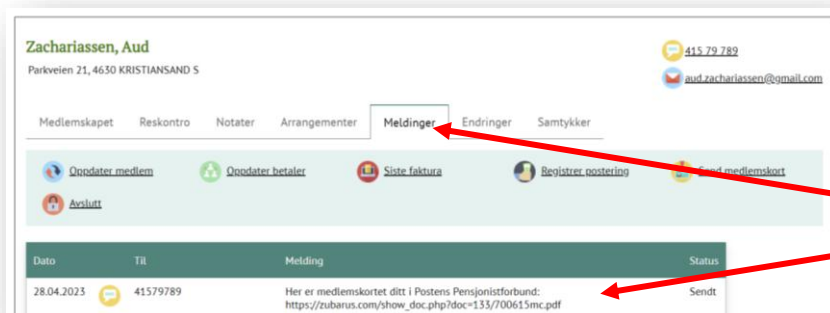 Zachariassen, Aud
Parkveien 21, 4630 KRISTIANSAND S
415 79 789
aud.zachariassen@gmail.com
Medlemskapet Reskontro Notater Arrangementer Meldinger Endringer Samtykker
Oppdater medlem Oppdater betaler Siste faktura Registrer postering Send medlemskort
Avslutt
Dato Til Melding Status
28.04.2023 41579789 Her er medlemskortet ditt i Postens Pensjonistforbund: Sendt
https://zubarus.com/show_doc.php?doc=133/700615mc.pdf